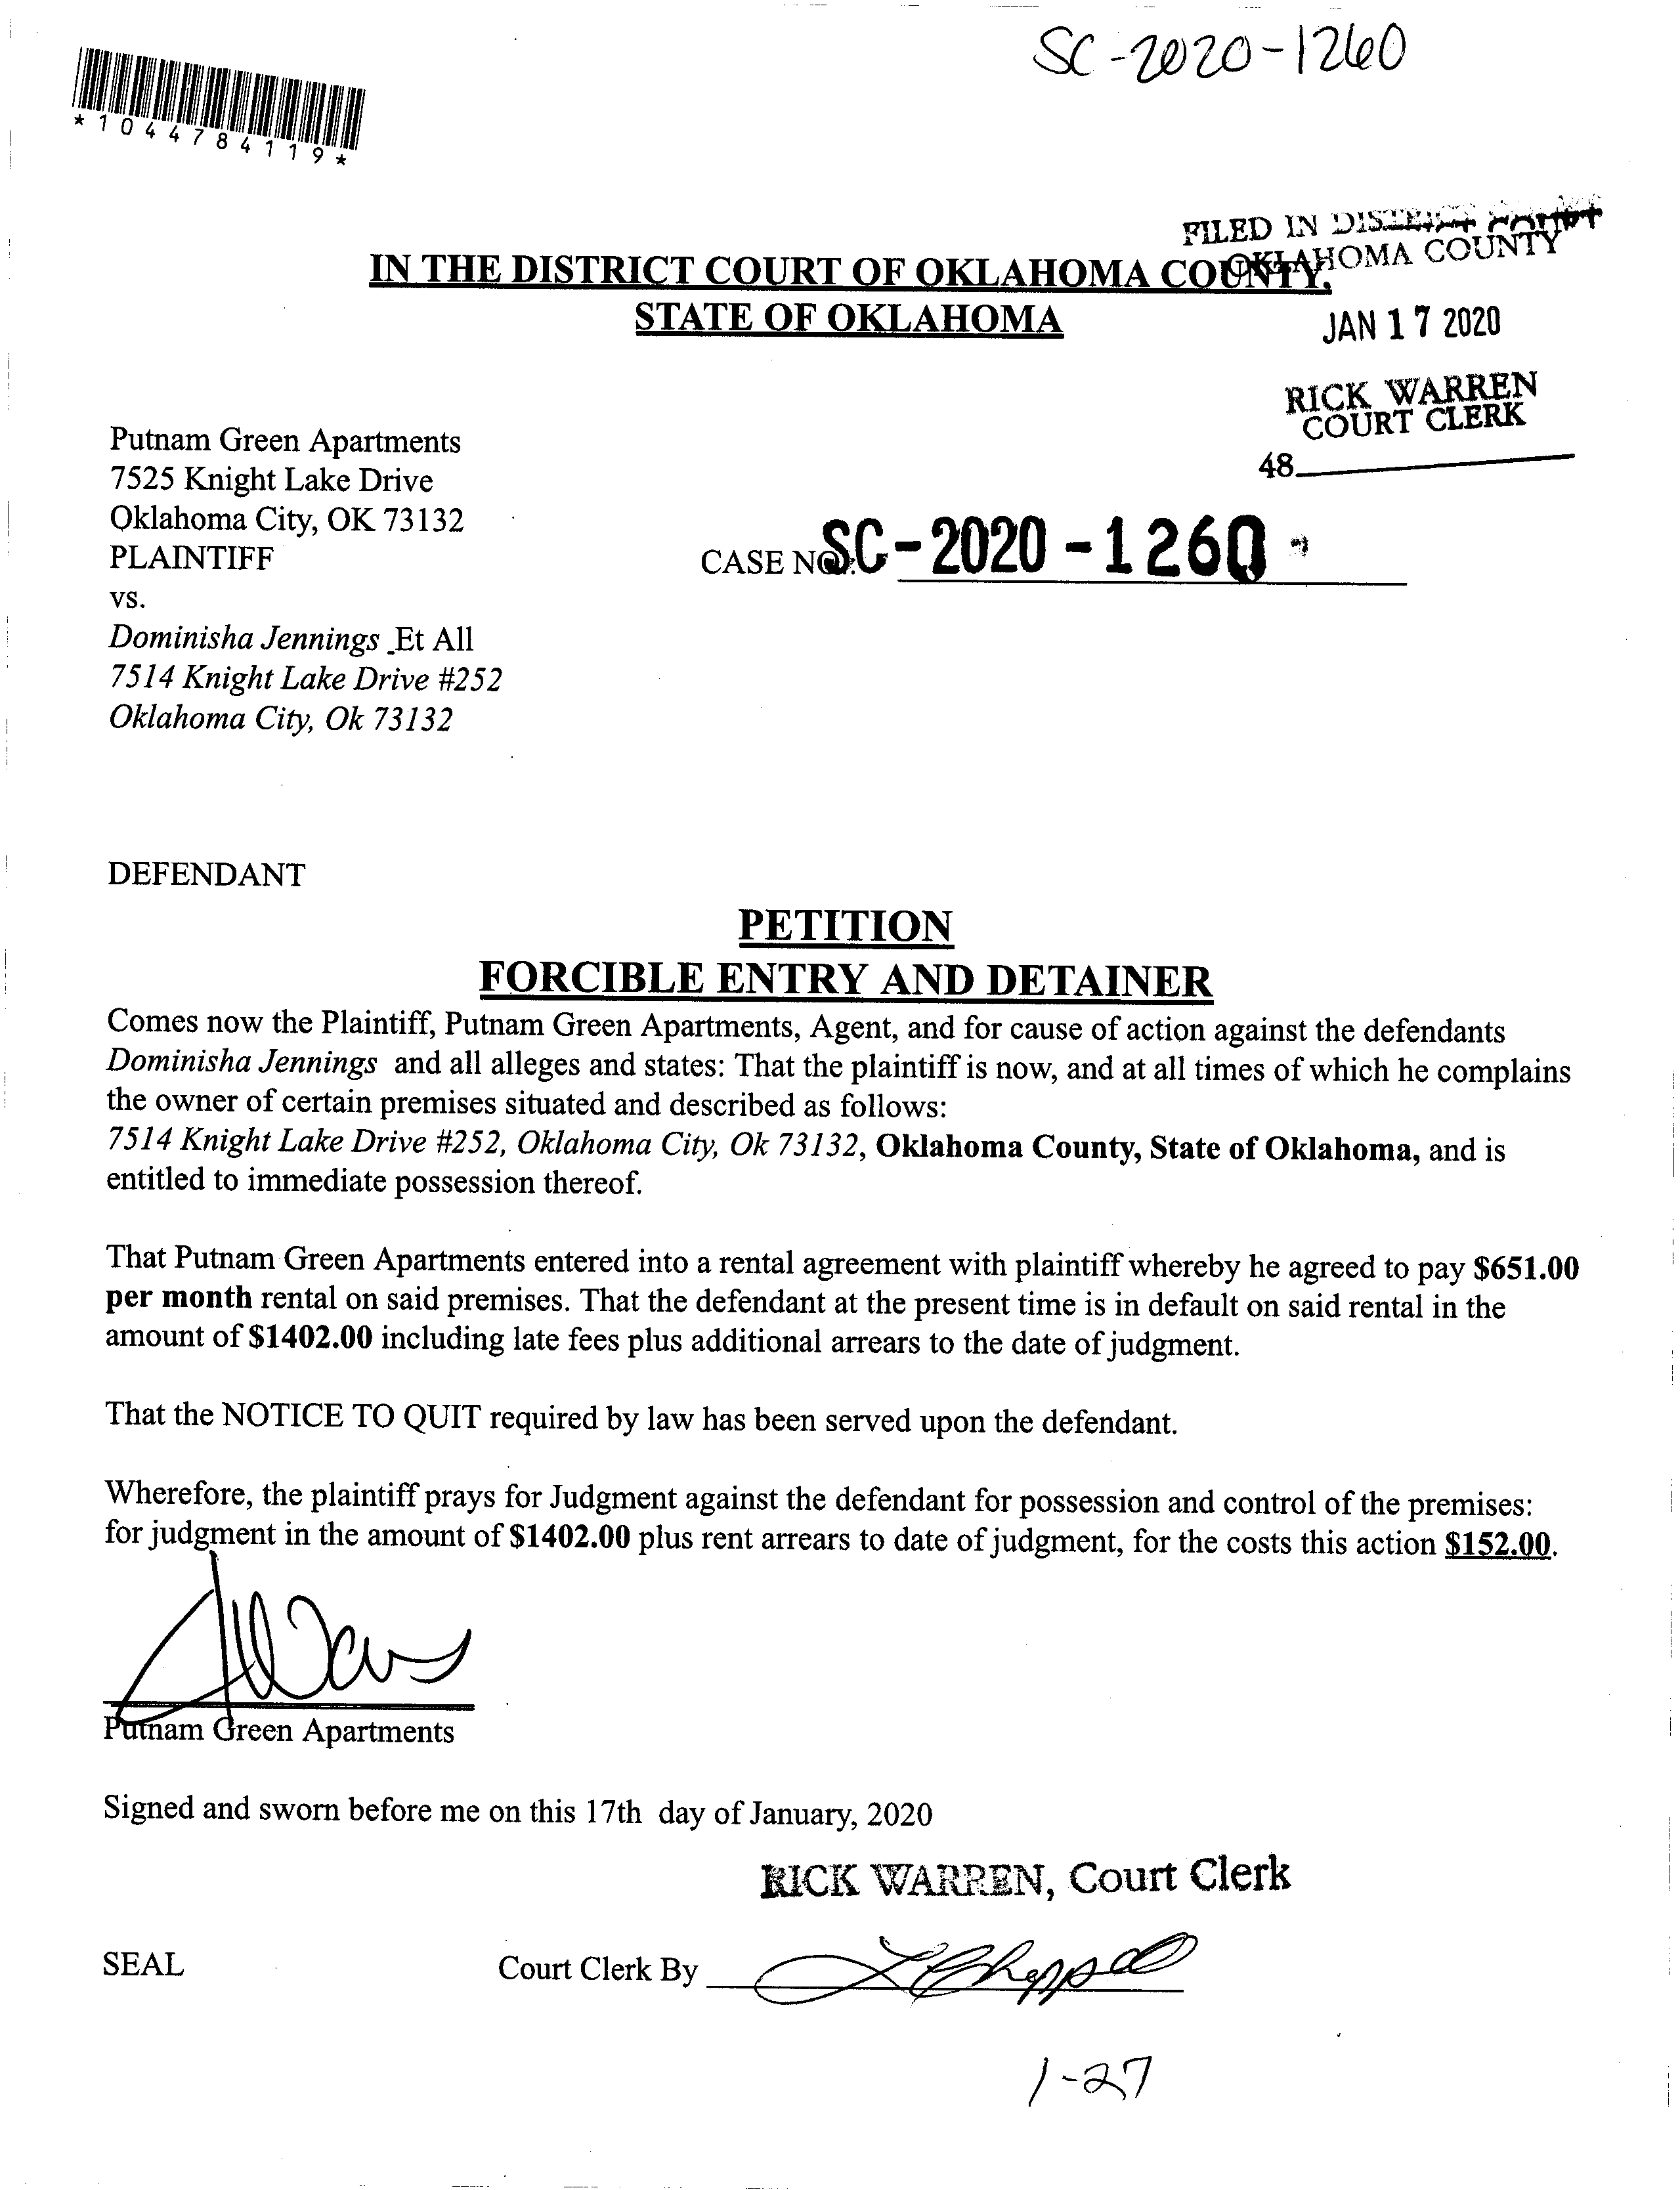 SC-2020-1260
*1044784119*
FILED IN DISTRICT COURT
OKLAHOMA COUNTY
IN THE DISTRICT COURT OF OKLAHOMA COUNTY,
STATE OF OKLAHOMA
JAN 17 2020
RICK WARREN
COURT CLERK
48
Putnam Green Apartments
7525 Knight Lake Drive
Oklahoma City, OK 73132
PLAINTIFF
CASE NO.: SC-2020-1260
vs.
Dominisha Jennings Et All
7514 Knight Lake Drive #252
Oklahoma City, Ok 73132
DEFENDANT
PETITION
FORCIBLE ENTRY AND DETAINER
Comes now the Plaintiff, Putnam Green Apartments, Agent, and for cause of action against the defendants
Dominisha Jennings and all alleges and states: That the plaintiff is now, and at all times of which he complains
the owner of certain premises situated and described as follows:
7514 Knight Lake Drive #252, Oklahoma City, Ok 73132, Oklahoma County, State of Oklahoma, and is
entitled to immediate possession thereof.
That Putnam Green Apartments entered into a rental agreement with plaintiff whereby he agreed to pay $651.00
per month rental on said premises. That the defendant at the present time is in default on said rental in the
amount of $1402.00 including late fees plus additional arrears to the date of judgment.
That the NOTICE TO QUIT required by law has been served upon the defendant.
Wherefore, the plaintiff prays for Judgment against the defendant for possession and control of the premises:
for judgment in the amount of $1402.00 plus rent arrears to date of judgment, for the costs this action $152.00.
Putnam Green Apartments
Signed and sworn before me on this 17th day of January, 2020
RICK WARREN, Court Clerk
SEAL
Court Clerk By
1-27